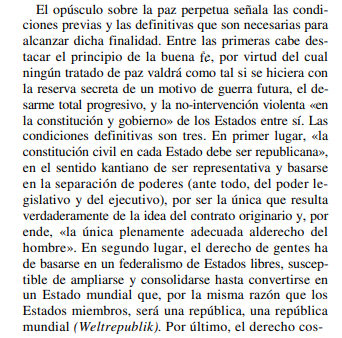 El opúsculo sobre la paz perpetua señala las condi-
ciones previas y las definitivas que son necesarias para
alcanzar dicha finalidad. Entre las primeras cabe des-
tacar el principio de la buena fe, por virtud del cual
ningún tratado de paz valdrá como tal si se hiciera con
la reserva secreta de un motivo de guerra futura, el de-
sarme total progresivo, y la no-intervención violenta «en
la constitución y gobierno» de los Estados entre sí. Las
condiciones definitivas son tres. En primer lugar, «la
constitución civil en cada Estado debe ser republicana»,
en el sentido kantiano de ser representativa y basarse
en la separación de poderes (ante todo, del poder le-
gislativo y del ejecutivo), por ser la única que resulta
verdaderamente de la idea del contrato originario y, por
ende, «la única plenamente adecuada alderecho del
hombre». En segundo lugar, el derecho de gentes ha
de basarse en un federalismo de Estados libres, suscep-
tible de ampliarse y consolidarse hasta convertirse en
un Estado mundial que, por la misma razón que los
Estados miembros, será una república, una república
mundial (Weltrepublik). Por último, el derecho cos-